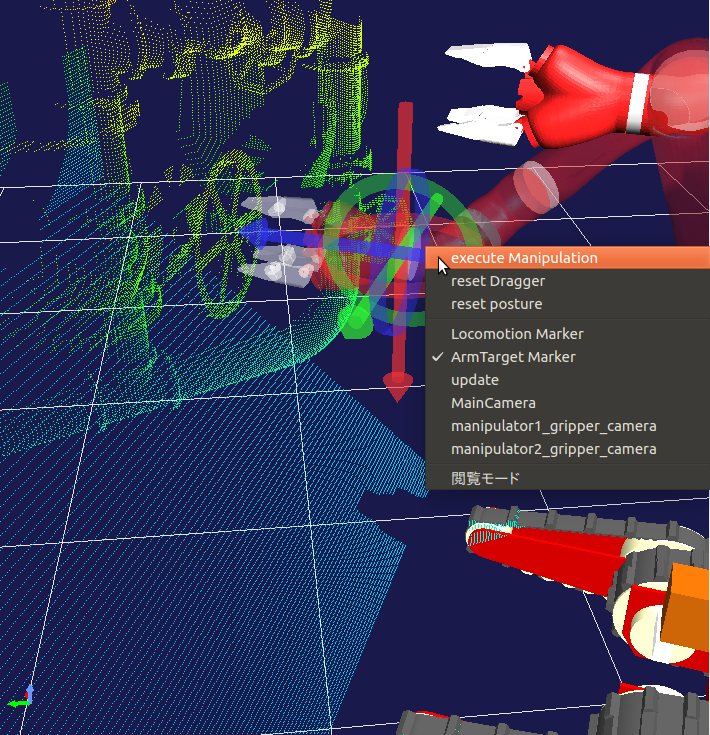 execute Manipulation
reset Dragger
reset posture
Locomotion Marker
ArmTarget Marker
update
MainCamera
manipulator1_gripper_camera
manipulator2_gripper_camera
閲覧モード